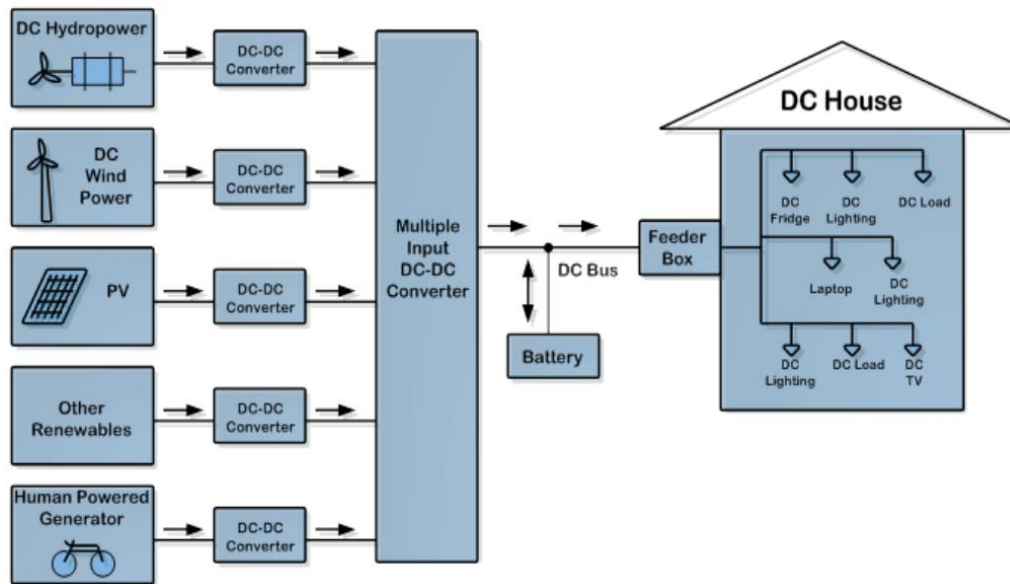 DC Hydropower
DC-DC
Converter
DC
Wind
Power
DC-DC
Converter
PV
DC-DC
Converter
Other
Renewables
DC-DC
Converter
Human Powered
Generator
DC-DC
Converter
Multiple
Input
DC-DC
Converter
DC Bus
Battery
Feeder
Box
DC House
DC
Fridge
DC
Lighting
DC Load
Laptop
DC
Lighting
DC
Lighting
DC Load
DC
TV